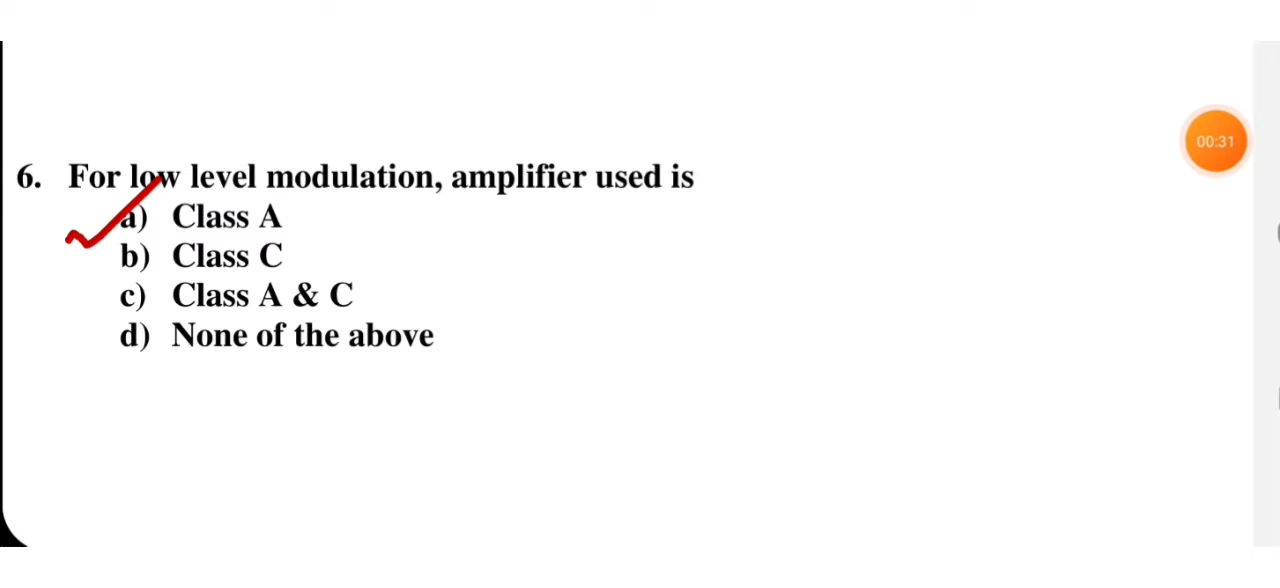 00:31
6. For low level modulation, amplifier used is
a) Class A
b) Class C
c) Class A & C
d) None of the above